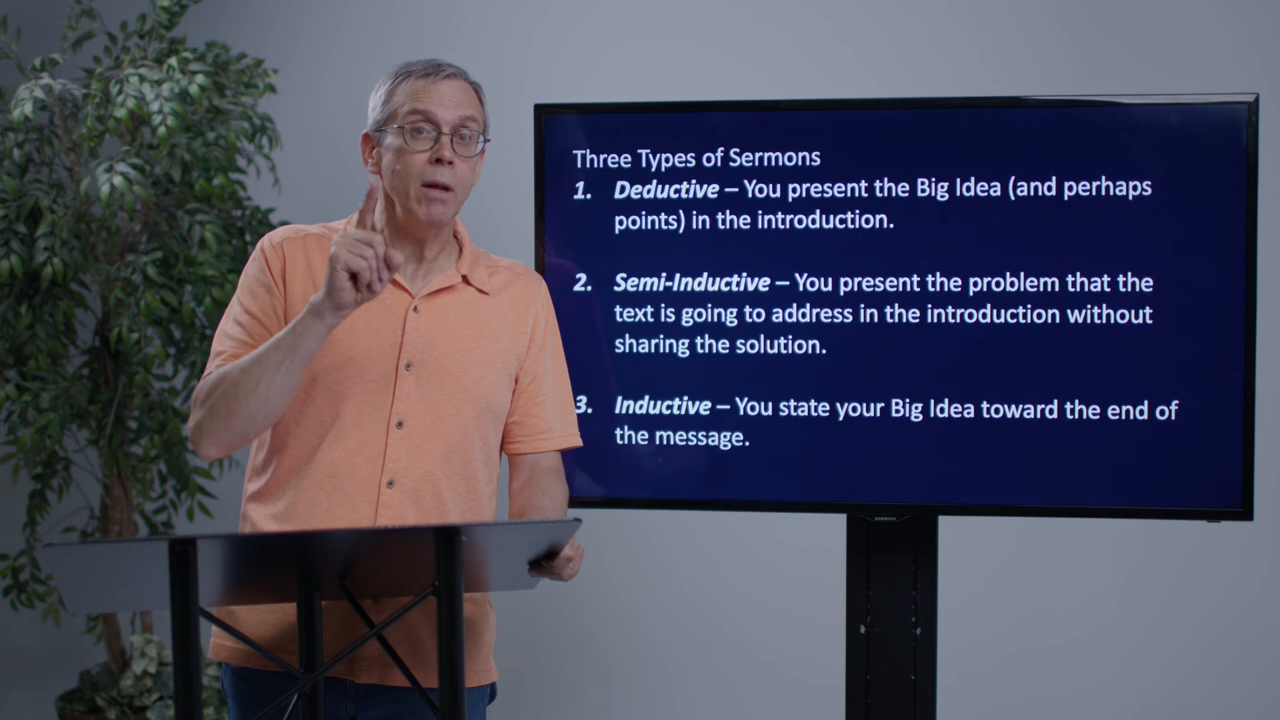 Three Types of Sermons
1. Deductive – You present the Big Idea (and perhaps
points) in the introduction.
2. Semi-Inductive – You present the problem that the
text is going to address in the introduction without
sharing the solution.
3. Inductive – You state your Big Idea toward the end of
the message.
SAMSUNG